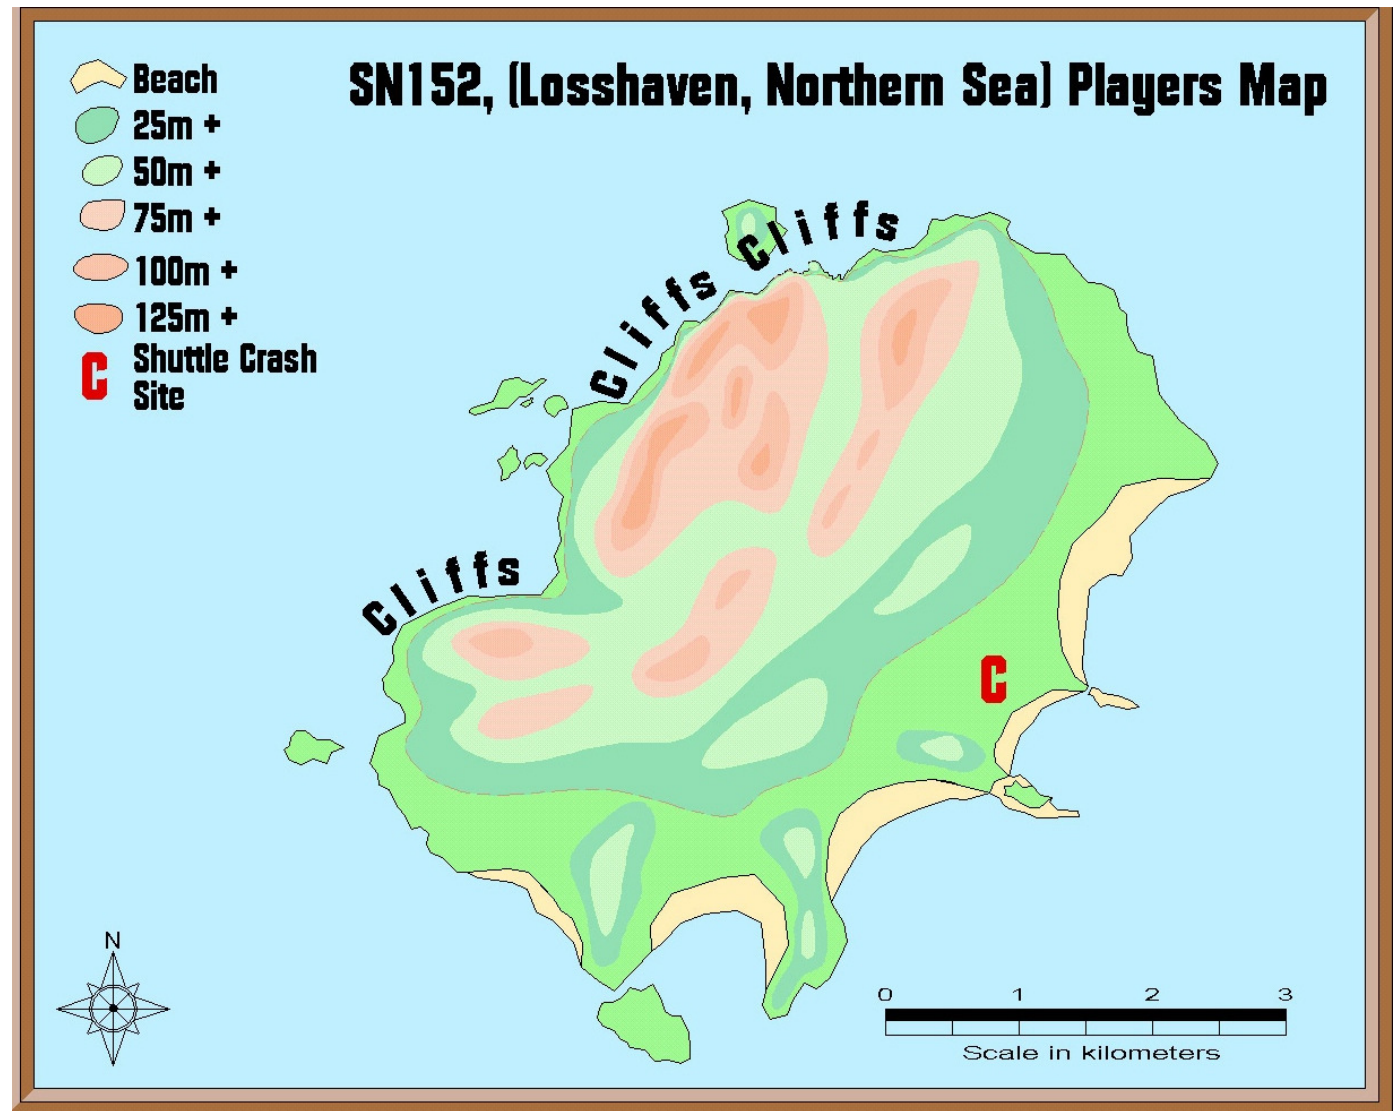 SN152, (Losshaven, Northern Sea) Players Map
Beach
25m +
50m +
75m +
100m +
125m +
C Shuttle Crash
Site
Cliffs
Cliffs
Cliffs
C
N
0 1 2 3
Scale in kilometers